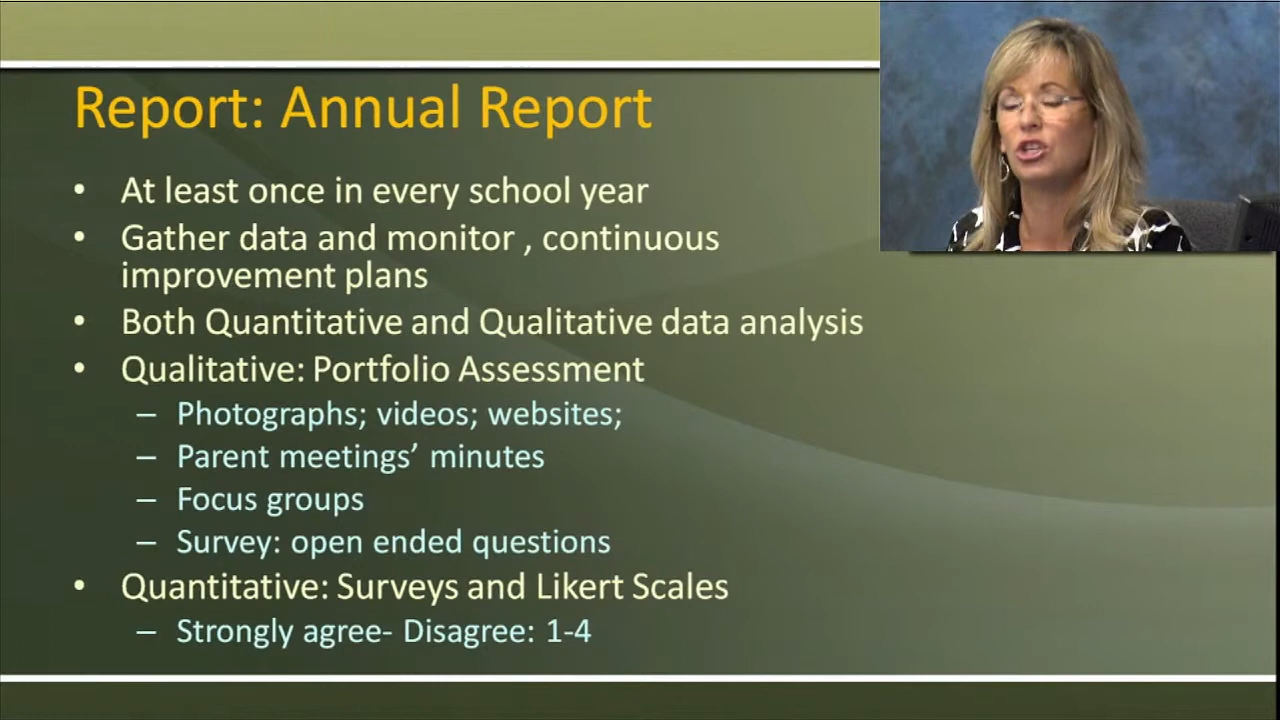 Report: Annual Report
• At least once in every school year
• Gather data and monitor , continuous
improvement plans
• Both Quantitative and Qualitative data analysis
• Qualitative: Portfolio Assessment
– Photographs; videos; websites;
– Parent meetings’ minutes
– Focus groups
– Survey: open ended questions
• Quantitative: Surveys and Likert Scales
– Strongly agree- Disagree: 1-4